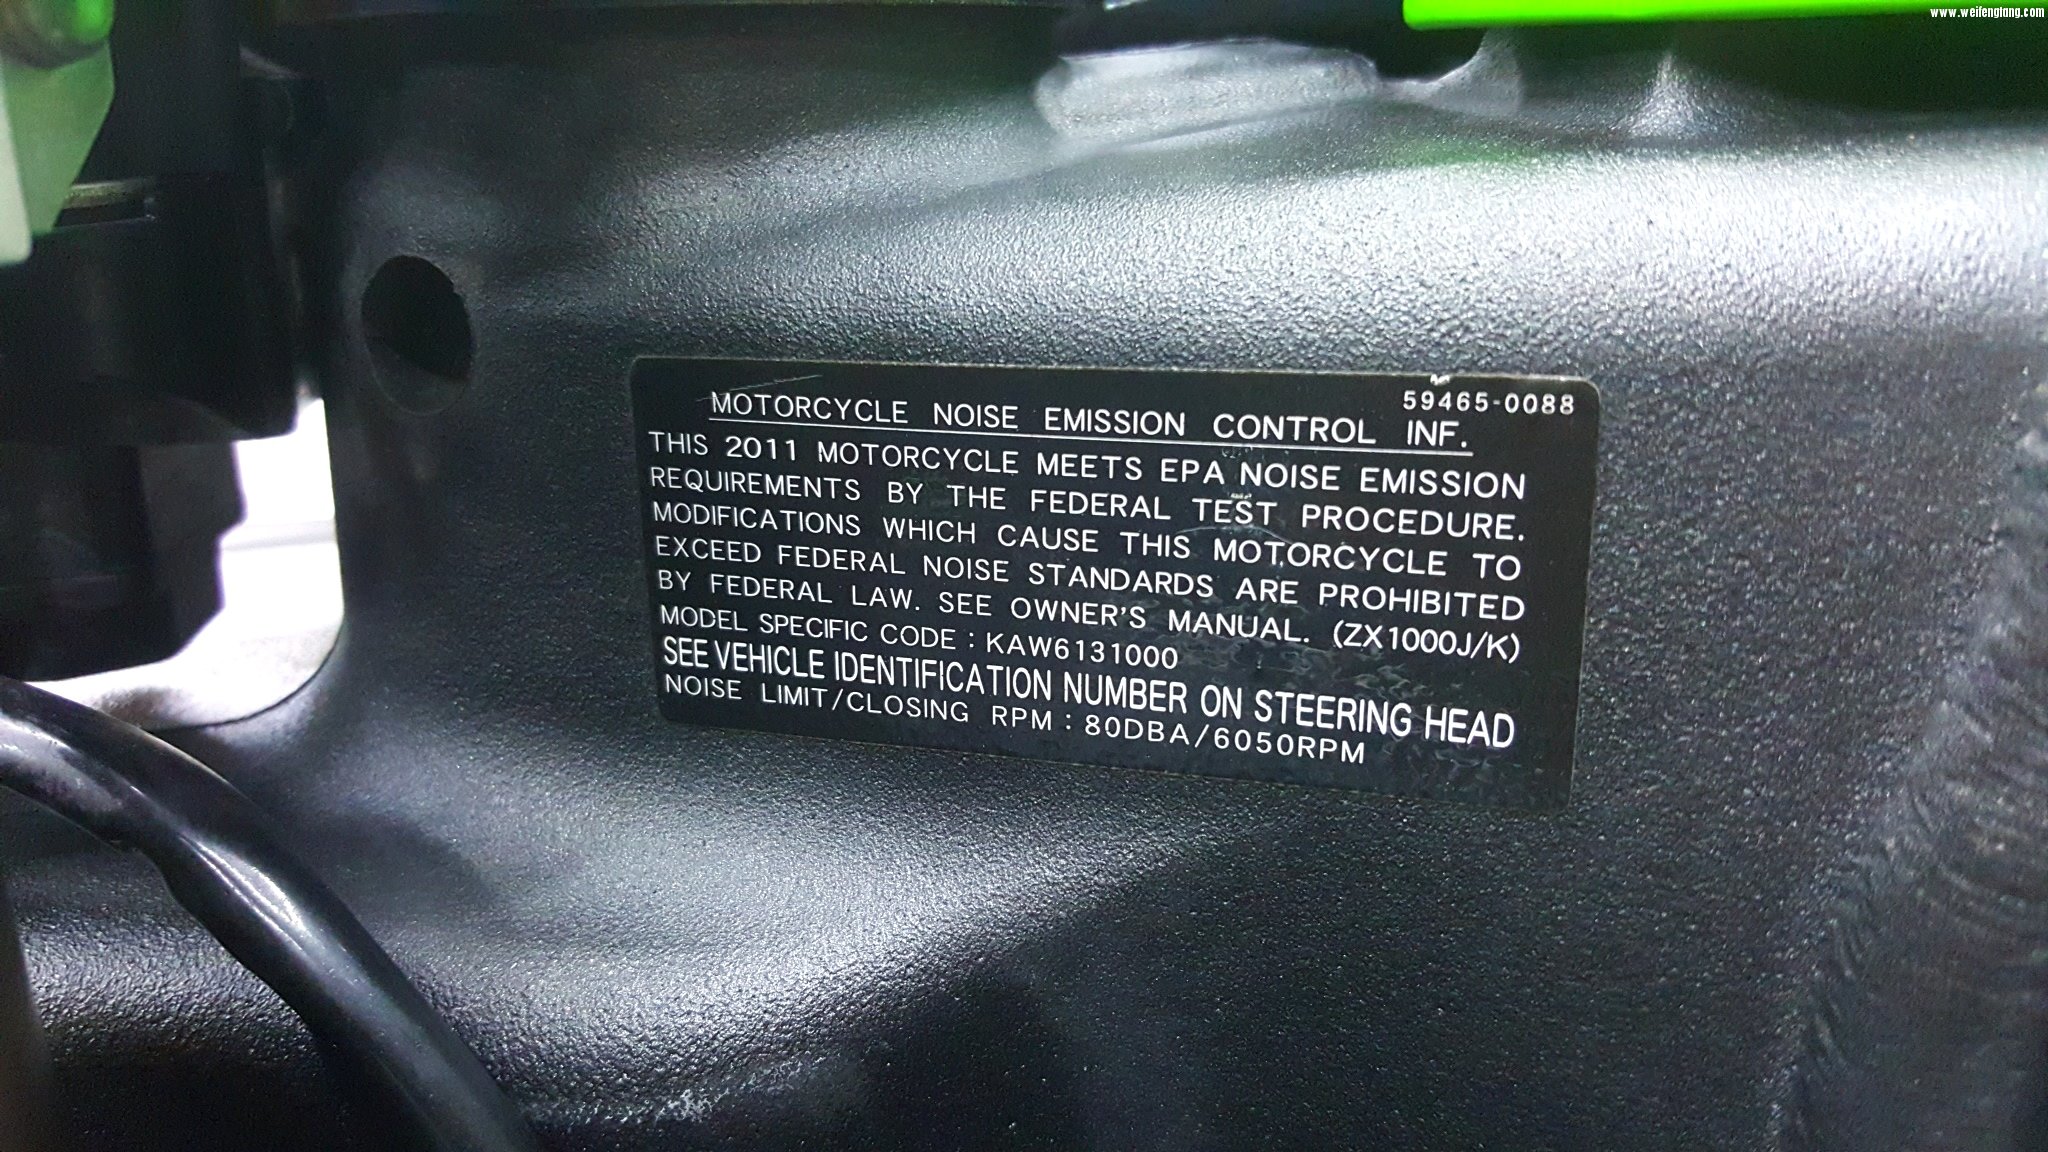 www.weifengtang.com
59465-0088
MOTORCYCLE NOISE EMISSION CONTROL INF.
THIS 2011 MOTORCYCLE MEETS EPA NOISE EMISSION
REQUIREMENTS BY THE FEDERAL TEST PROCEDURE.
MODIFICATIONS WHICH CAUSE THIS MOTORCYCLE TO
EXCEED FEDERAL NOISE STANDARDS ARE PROHIBITED
BY FEDERAL LAW. SEE OWNER'S MANUAL. (ZX1000J/K)
MODEL SPECIFIC CODE : KAW6131000
SEE VEHICLE IDENTIFICATION NUMBER ON STEERING HEAD
NOISE LIMIT/CLOSING RPM : 80DBA/6050RPM